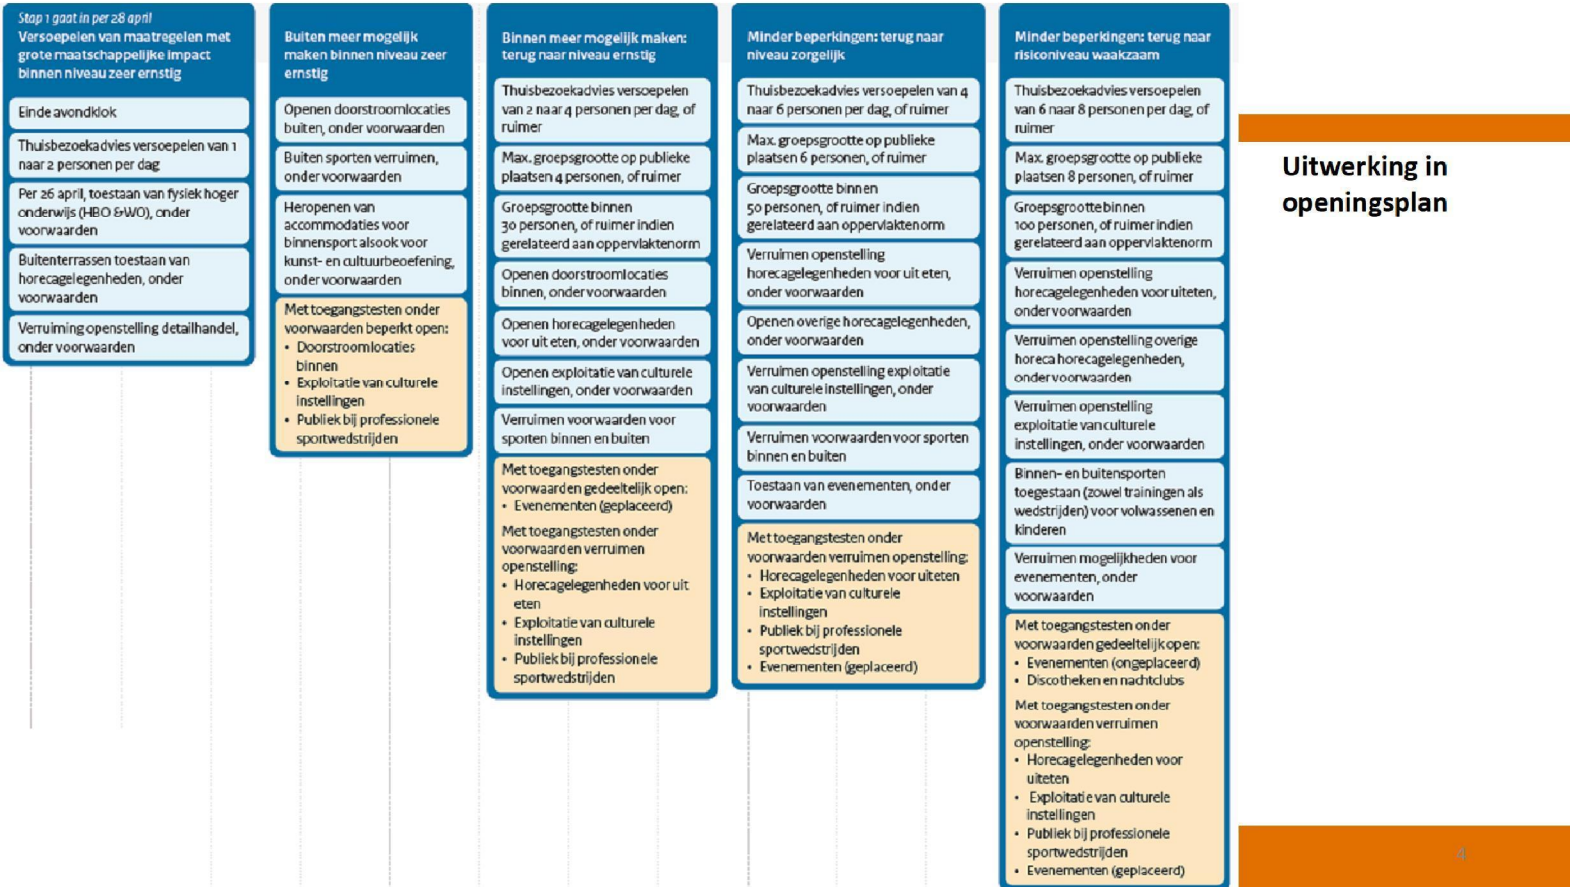 Stap 1 gaat in per 28 april
Versoepelen van maatregelen met
grote maatschappelijke impact
binnen niveau zeer ernstig
Einde avondklok
Thuisbezoekadvies versoepelen van 1
naar 2 personen per dag
Per 26 april, toestaan van fysiek hoger
onderwijs (HBO & WO), onder
voorwaarden
Buitenterrassen toestaan van
horecagelegenheden, onder
voorwaarden
Verruiming openstelling detailhandel,
onder voorwaarden
Buiten meer mogelijk
maken binnen niveau zeer
ernstig
Openen doorstroomlocaties
buiten, onder voorwaarden
Buiten sporten verruimen,
onder voorwaarden
Heropenen van
accommodaties voor
binnensport alsook voor
kunst- en cultuurbeoefening,
onder voorwaarden
Met toegangstesten onder
voorwaarden beperkt open:
• Doorstroomlocaties
binnen
• Exploitatie van culturele
instellingen
• Publiek bij professionele
sportwedstrijden
Binnen meer mogelijk maken:
terug naar niveau ernstig
Thuisbezoekadvies versoepelen
van 2 naar 4 personen per dag, of
ruimer
Max. groepsgrootte op publieke
plaatsen 4 personen, of ruimer
Groepsgrootte binnen
30 personen, of ruimer indien
gerelateerd aan oppervlaktenorm
Openen doorstroomlocaties
binnen, onder voorwaarden
Openen horecagelegenheden
voor uit eten, onder voorwaarden
Openen exploitatie van culturele
instellingen, onder voorwaarden
Verruimen voorwaarden voor
sporten binnen en buiten
Met toegangstesten onder
voorwaarden gedeeltelijk open:
• Evenementen (geplaceerd)
Met toegangstesten onder
voorwaarden verruimen
openstelling:
• Horecagelegenheden voor uit
eten
• Exploitatie van culturele
instellingen
• Publiek bij professionele
sportwedstrijden
Minder beperkingen: terug naar
niveau zorgelijk
Thuisbezoekadvies versoepelen van 4
naar 6 personen per dag, of ruimer
Max. groepsgrootte op publieke
plaatsen 6 personen, of ruimer
Groepsgrootte binnen
50 personen, of ruimer indien
gerelateerd aan oppervlaktenorm
Verruimen openstelling
horecagelegenheden voor uit eten,
onder voorwaarden
Openen overige horecagelegenheden,
onder voorwaarden
Verruimen openstelling exploitatie
van culturele instellingen, onder
voorwaarden
Verruimen voorwaarden voor sporten
binnen en buiten
Toestaan van evenementen, onder
voorwaarden
Met toegangstesten onder
voorwaarden verruimen openstelling:
• Horecagelegenheden voor uiteten
• Exploitatie van culturele
instellingen
• Publiek bij professionele
sportwedstrijden
• Evenementen (geplaceerd)
Minder beperkingen: terug naar
risiconiveau waakzaam
Thuisbezoekadvies versoepelen
van 6 naar 8 personen per dag, of
ruimer
Max. groepsgrootte op publieke
plaatsen 8 personen, of ruimer
Groepsgrootte binnen
100 personen, of ruimer indien
gerelateerd aan oppervlaktenorm
Verruimen openstelling
horecagelegenheden voor uiteten,
onder voorwaarden
Verruimen openstelling overige
horeca horecagelegenheden,
onder voorwaarden
Verruimen openstelling
exploitatie van culturele
instellingen, onder voorwaarden
Binnen- en buitensporten
toegestaan (zowel trainingen als
wedstrijden) voor volwassenen en
kinderen
Verruimen mogelijkheden voor
evenementen, onder
voorwaarden
Met toegangstesten onder
voorwaarden gedeeltelijk open:
• Evenementen (ongeplaceerd)
• Discotheken en nachtclubs
Met toegangstesten onder
voorwaarden verruimen
openstelling:
• Horecagelegenheden voor
uiteten
• Exploitatie van culturele
instellingen
• Publiek bij professionele
sportwedstrijden
• Evenementen (geplaceerd)
Uitwerking in
openingsplan
4